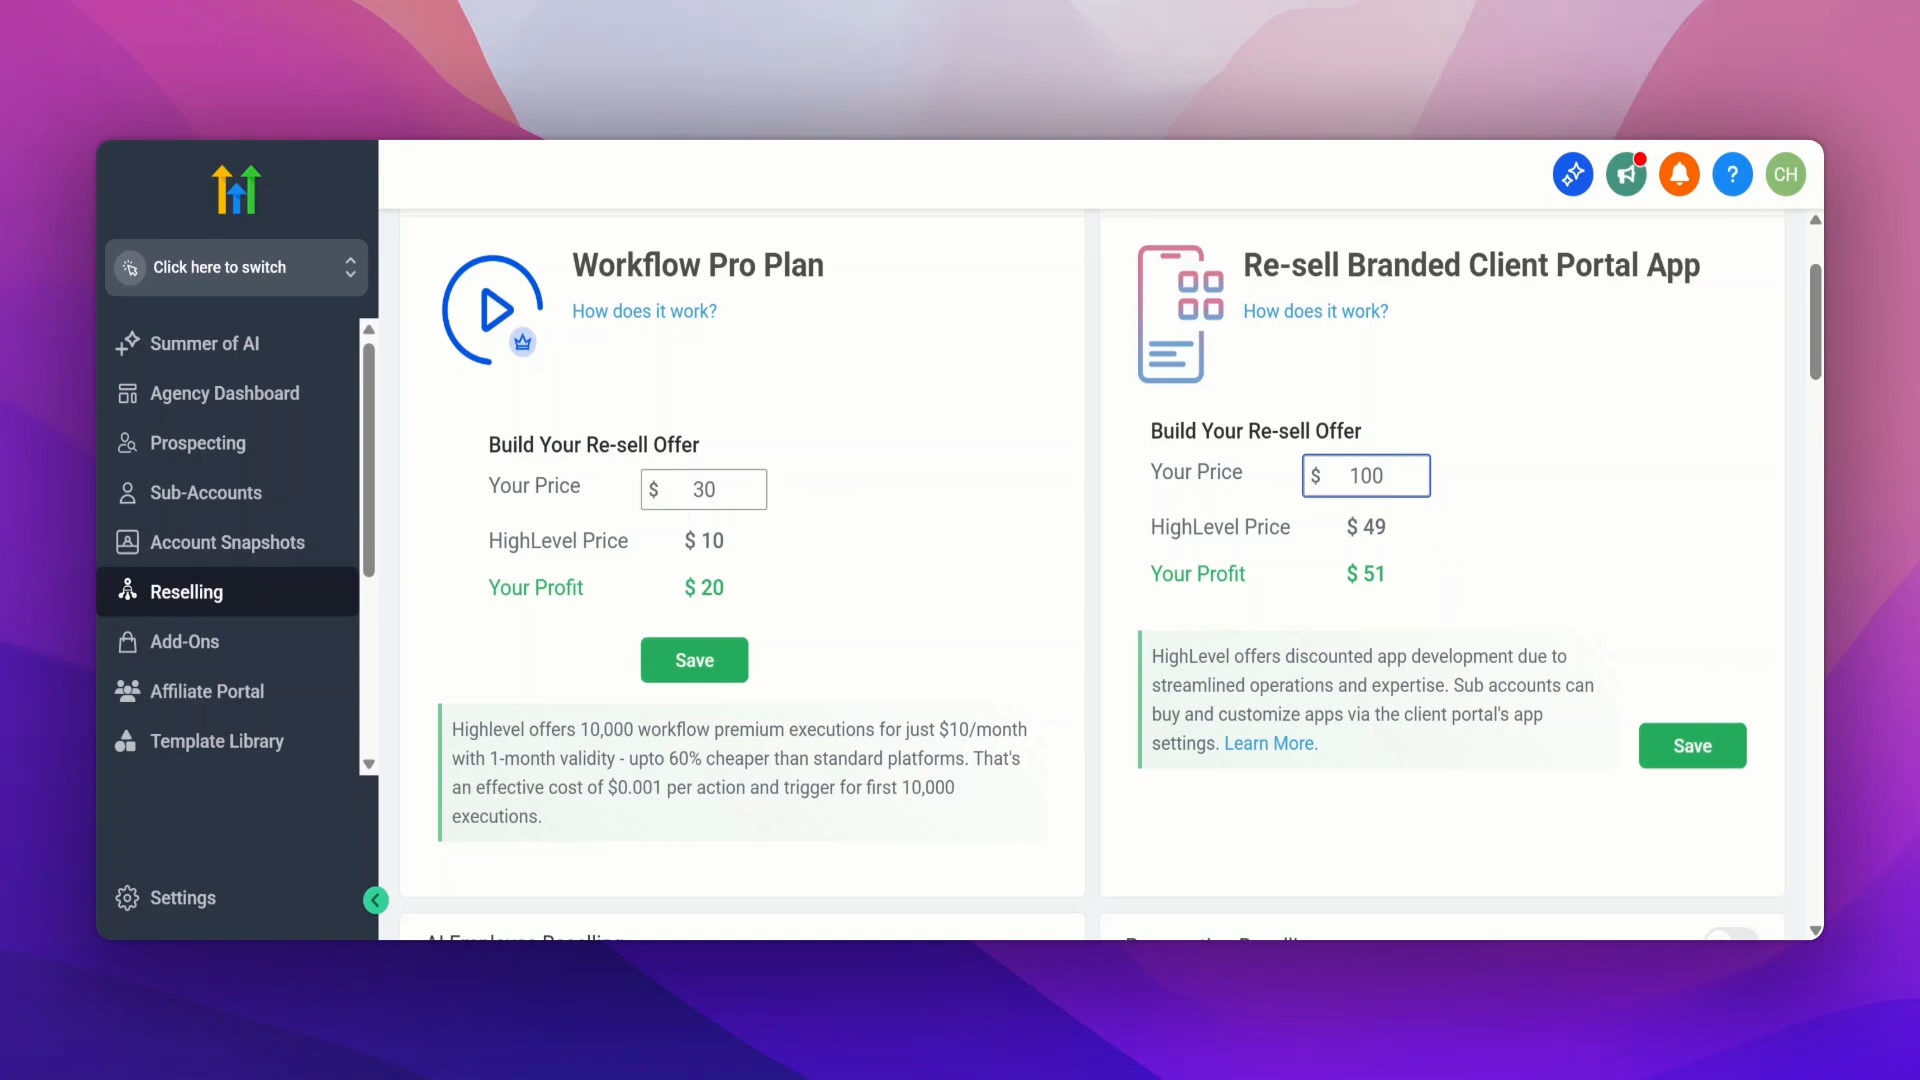 Click here to switch
Summer of AI
Agency Dashboard
Prospecting
Sub-Accounts
Account Snapshots
Reselling
Add-Ons
Affiliate Portal
Template Library
Settings
?
CH
Workflow Pro Plan
How does it work?
Build Your Re-sell Offer
Your Price
$ 30
HighLevel Price
$ 10
Your Profit
$ 20
Save
Highlevel offers 10,000 workflow premium executions for just $10/month
with 1-month validity - upto 60% cheaper than standard platforms. That's
an effective cost of $0.001 per action and trigger for first 10,000
executions.
Re-sell Branded Client Portal App
How does it work?
Build Your Re-sell Offer
Your Price
$ 100
HighLevel Price
$ 49
Your Profit
$ 51
HighLevel offers discounted app development due to
streamlined operations and expertise. Sub accounts can
buy and customize apps via the client portal's app
settings. Learn More.
Save
AI Employee Reselling